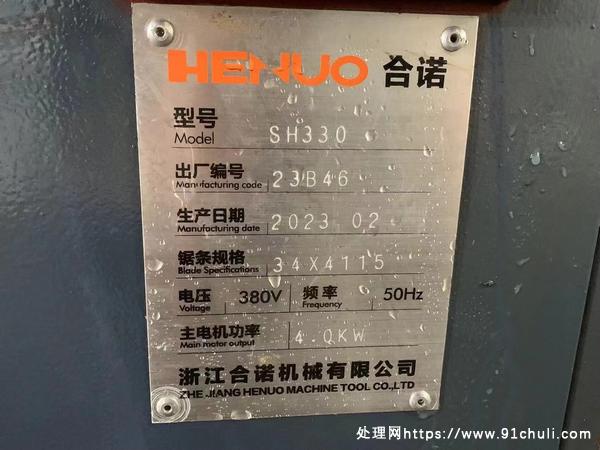 HENUO 合诺
型号 SH330
Model
出厂编号 23B46
Manufacturing code
生产日期 2023 02
Manufacturing date
锯条规格 34X4115
Blade Specifications
电压 380V 频率 50Hz
Voltage Frequency
主电机功率 4.0KW
Main motor output
浙江合诺机械有限公司
ZHE JIANG HENUO MACHINE TOOL CO.,LTD
处理网https://www.91chuli.com/